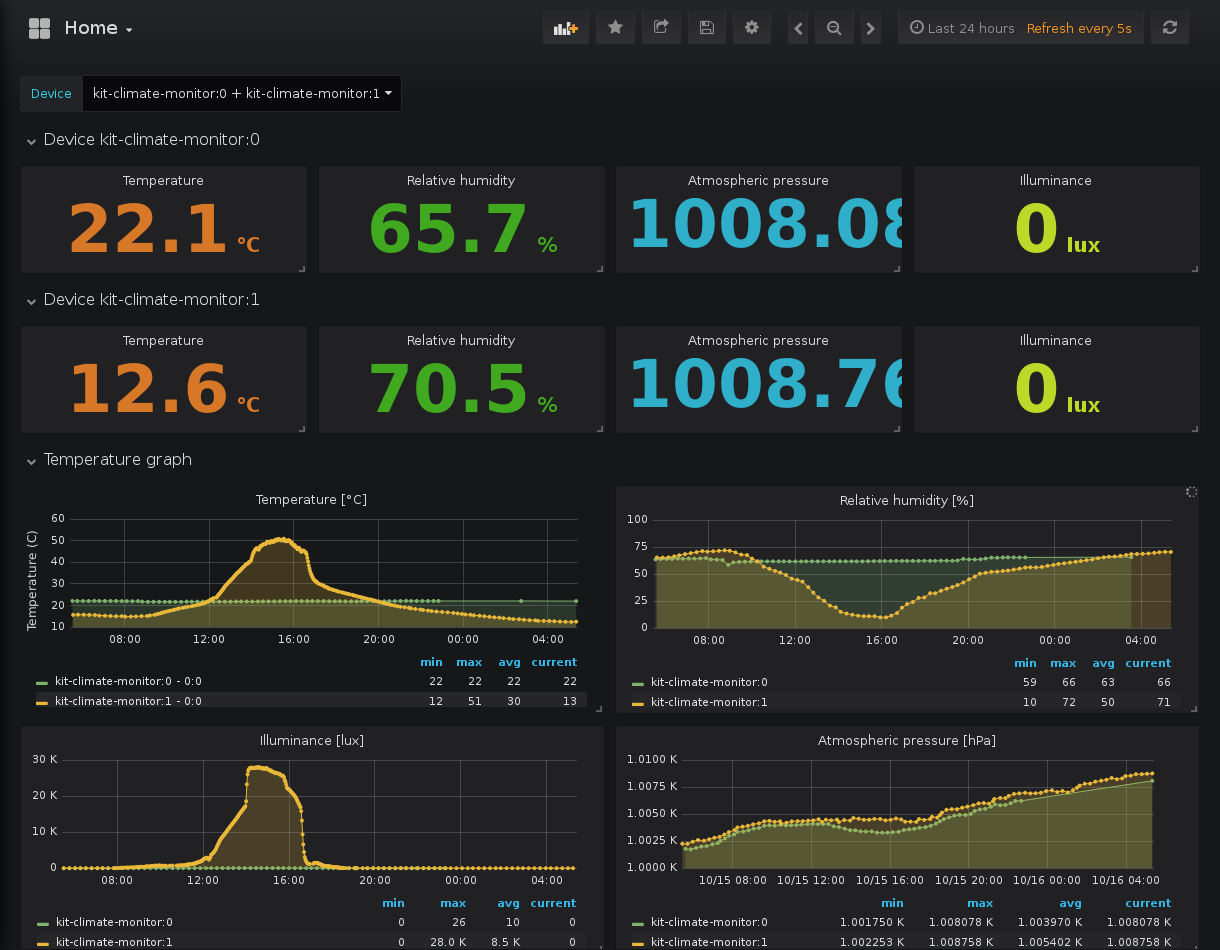 Home
Last 24 hours Refresh every 5s
Device kit-climate-monitor:0 + kit-climate-monitor:1
Device kit-climate-monitor:0
Temperature Relative humidity Atmospheric pressure Illuminance
22.1 °C 65.7 % 1008.08 0 lux
Device kit-climate-monitor:1
Temperature Relative humidity Atmospheric pressure Illuminance
12.6 °C 70.5 % 1008.76 0 lux
Temperature graph
Temperature [°C]
Temperature (C)
60
50
40
30
20
10
08:00 12:00 16:00 20:00 00:00 04:00
min max avg current
kit-climate-monitor:0 - 0:0 22 22 22 22
kit-climate-monitor:1 - 0:0 12 51 30 13
Relative humidity [%]
100
75
50
25
0
08:00 12:00 16:00 20:00 00:00 04:00
min max avg current
kit-climate-monitor:0 59 66 63 66
kit-climate-monitor:1 10 72 50 71
Illuminance [lux]
30 K
20 K
10 K
0
08:00 12:00 16:00 20:00 00:00 04:00
min max avg current
kit-climate-monitor:0 0 26 10 0
kit-climate-monitor:1 0 28.0 K 8.5 K 0
Atmospheric pressure [hPa]
1.0100 K
1.0075 K
1.0050 K
1.0025 K
1.0000 K
10/15 08:00 10/15 12:00 10/15 16:00 10/15 20:00 10/16 00:00 10/16 04:00
min max avg current
kit-climate-monitor:0 1.001750 K 1.008078 K 1.003970 K 1.008078 K
kit-climate-monitor:1 1.002253 K 1.008758 K 1.005402 K 1.008758 K